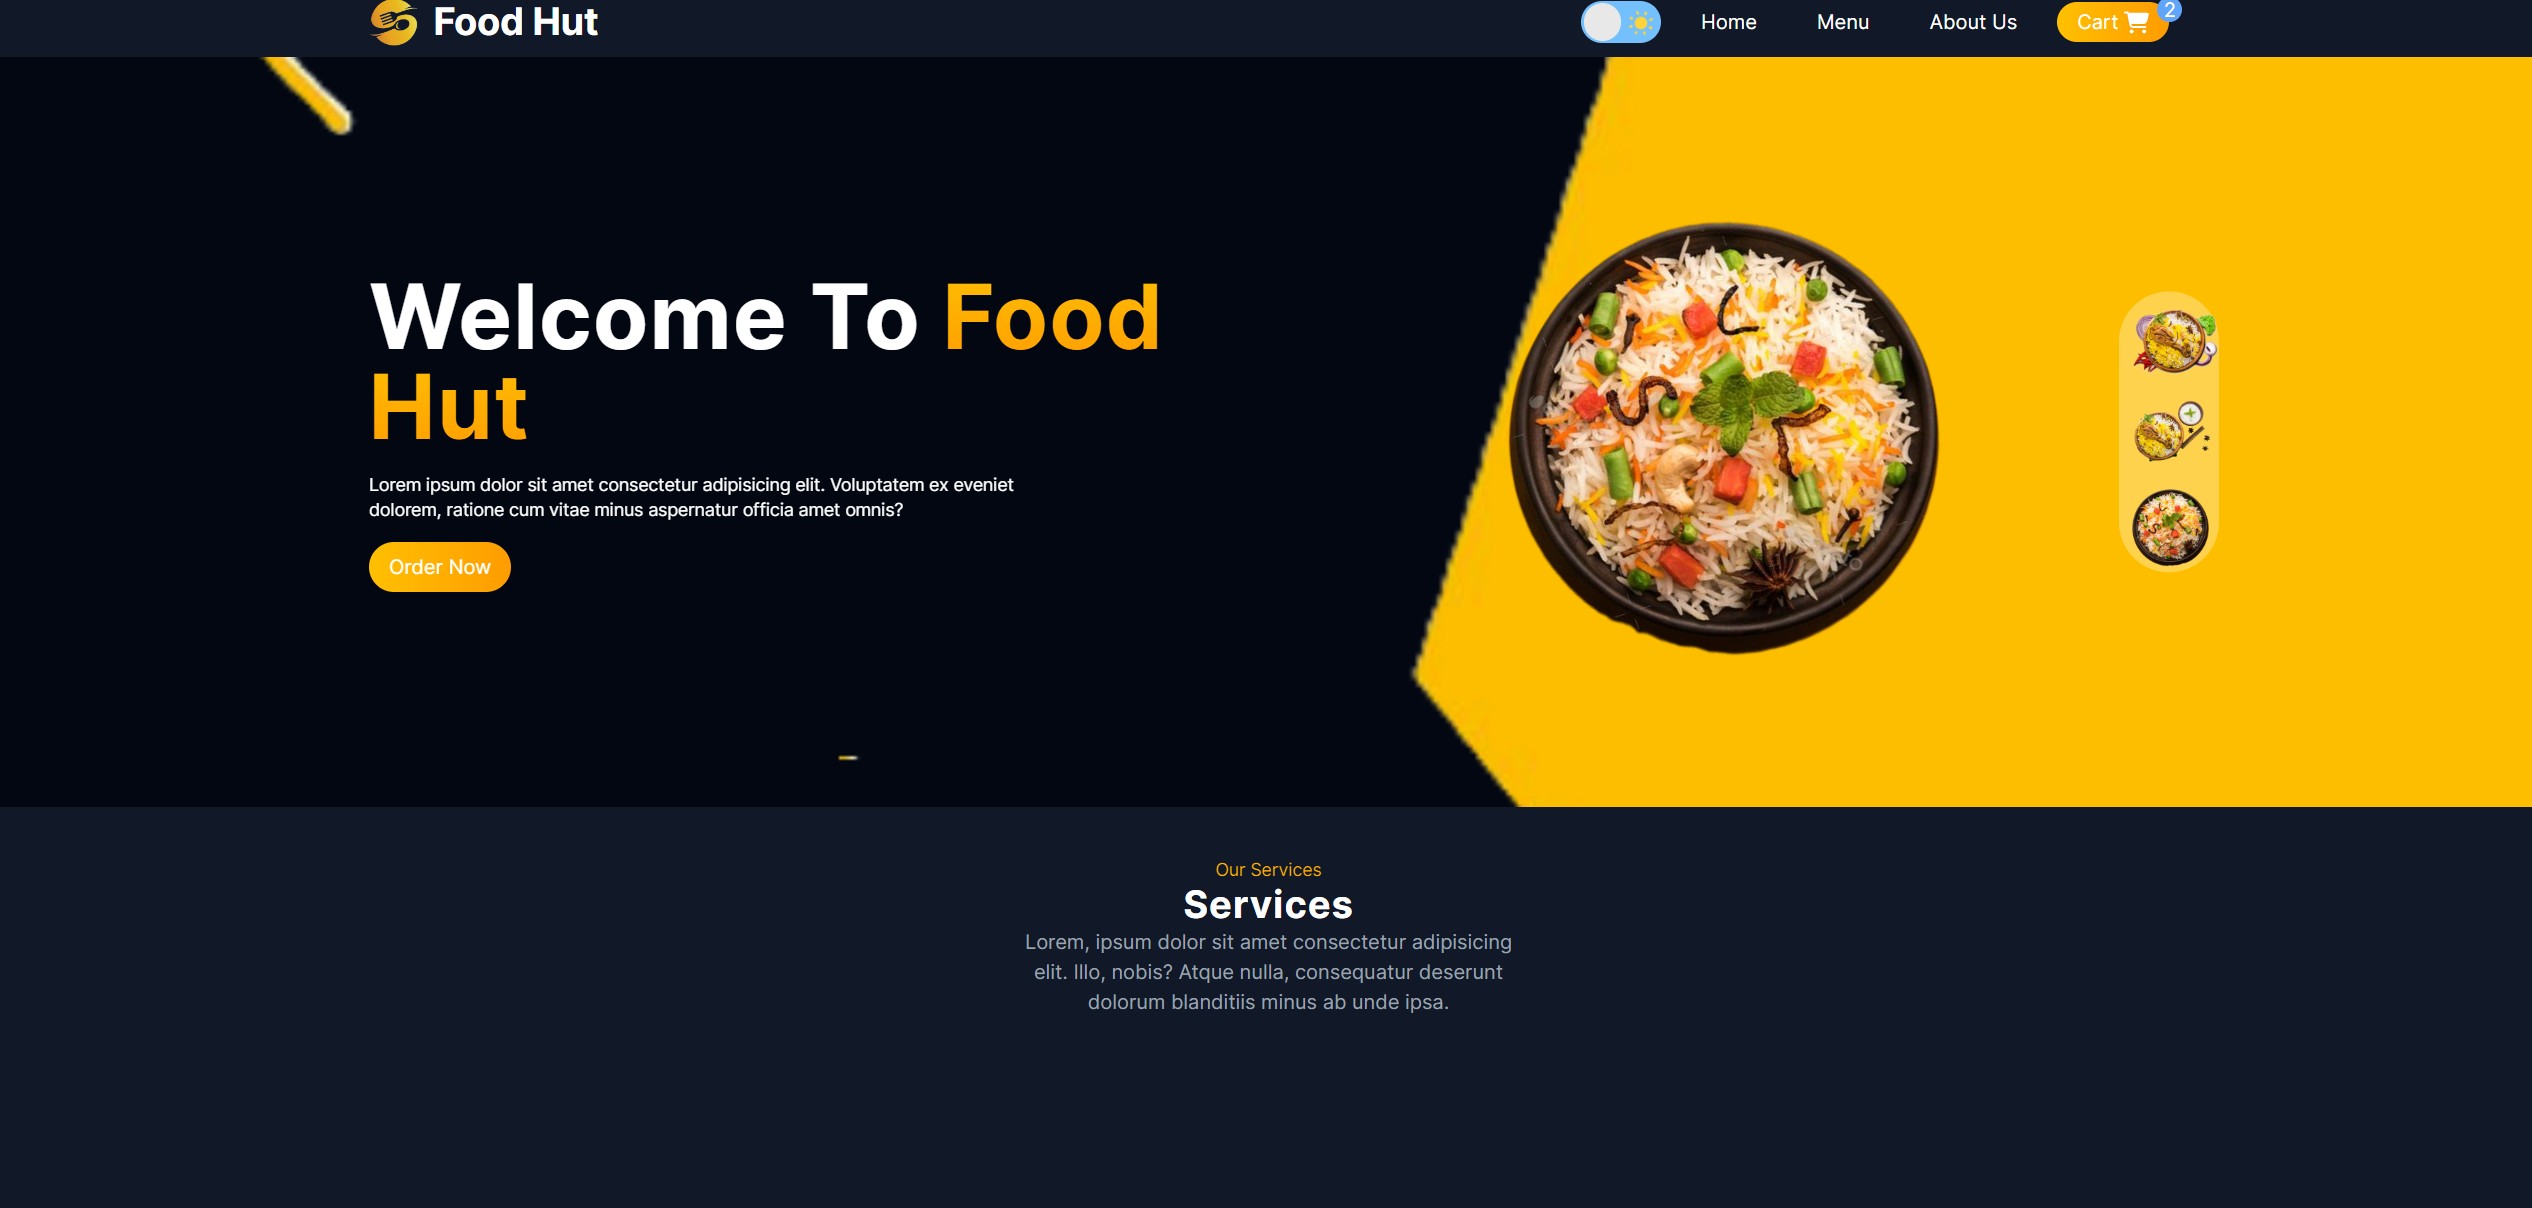 Food Hut
Home
Menu
About Us
Cart
2
Welcome To Food
Hut
Lorem ipsum dolor sit amet consectetur adipisicing elit. Voluptatem ex eveniet
dolorem, ratione cum vitae minus aspernatur officia amet omnis?
Order Now
Our Services
Services
Lorem, ipsum dolor sit amet consectetur adipisicing
elit. Illo, nobis? Atque nulla, consequatur deserunt
dolorum blanditiis minus ab unde ipsa.